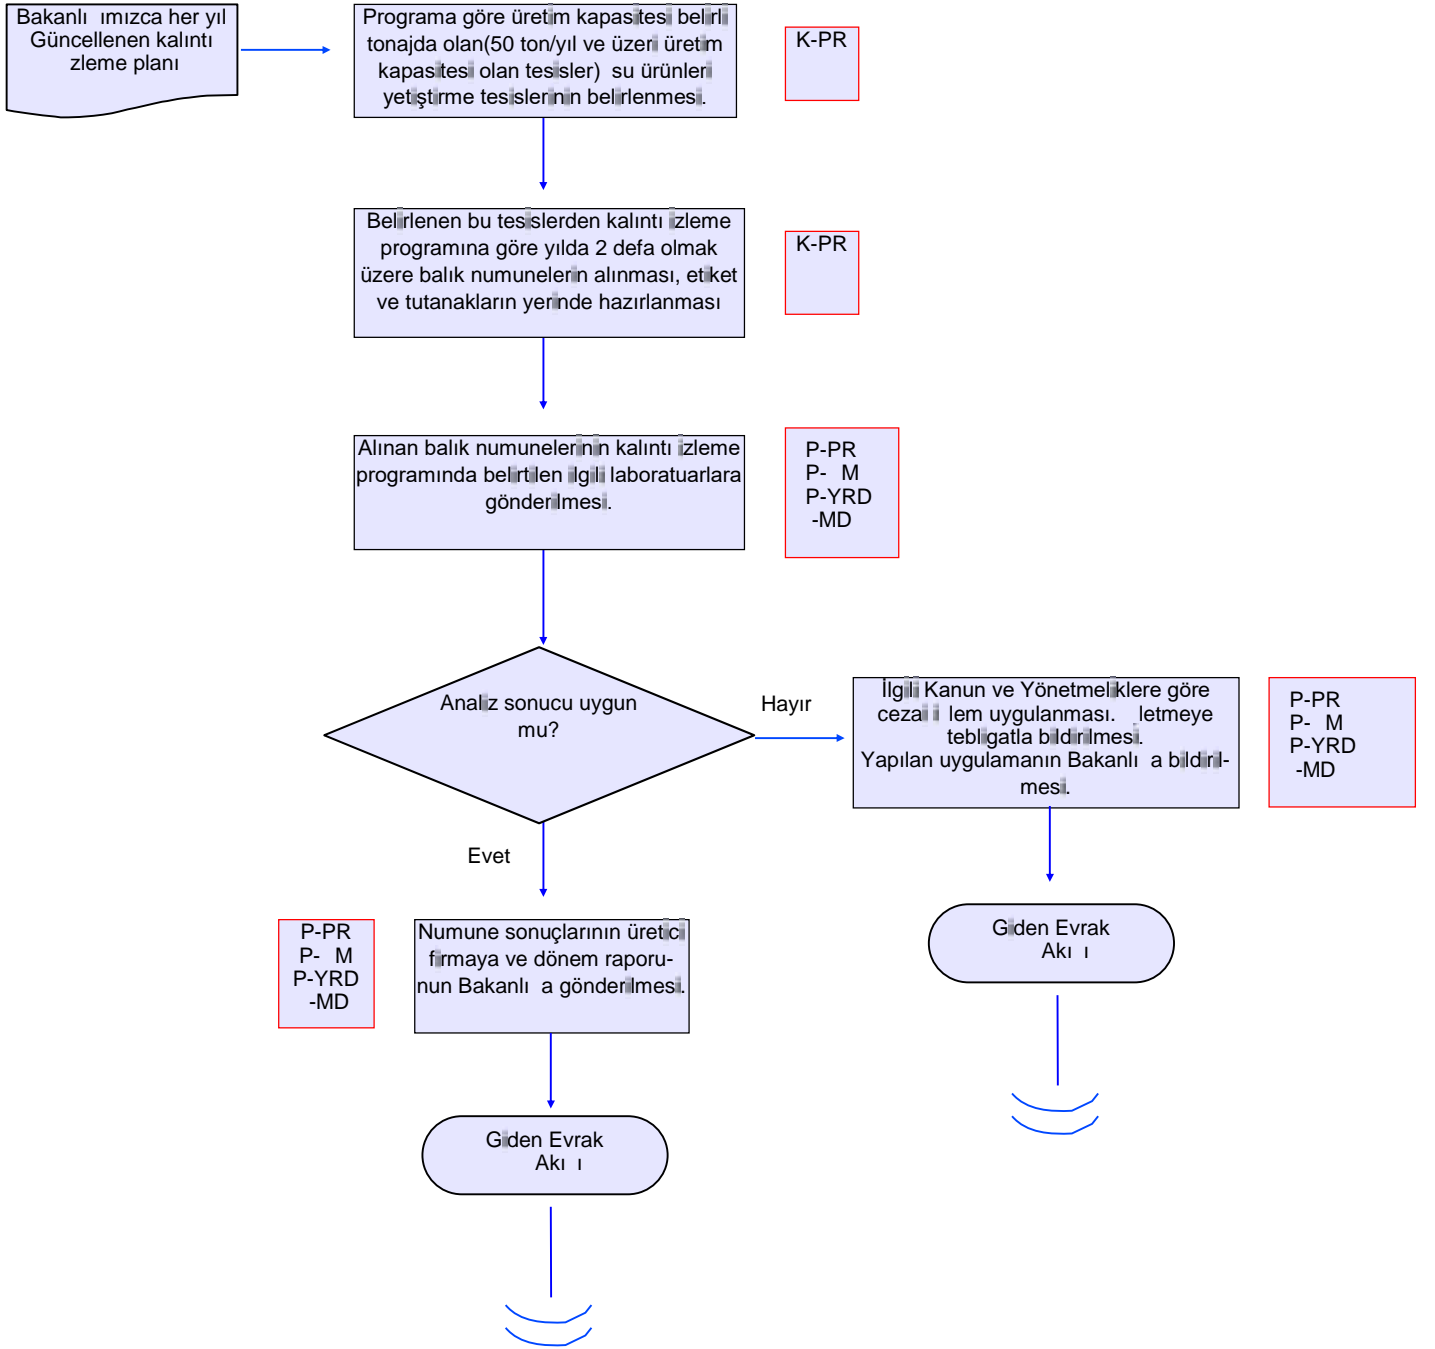 Bakanlı ımızca her yıl
Güncellenen kalıntı
zleme planı
Programa göre üretim kapasitesi belirli
tonajda olan(50 ton/yıl ve üzeri üretim
kapasitesi olan tesisler) su ürünleri
yetiştirme tesislerinin belirlenmesi.
K-PR
Belirlenen bu tesislerden kalıntı izleme
programına göre yılda 2 defa olmak
üzere balık numunelerin alınması, etiket
ve tutanakların yerinde hazırlanması
K-PR
Alınan balık numunelerinin kalıntı izleme
programında belirtilen ilgili laboratuarlara
gönderilmesi.
P-PR
P- M
P-YRD
-MD
Analiz sonucu uygun
mu?
Hayır
İlgili Kanun ve Yönetmeliklere göre
cezai i lem uygulanması. letmeye
tebligatla bildirilmesi.
Yapılan uygulamanın Bakanlı a bildiril-
mesi.
P-PR
P- M
P-YRD
-MD
Evet
Giden Evrak
Akı ı
P-PR
P- M
P-YRD
-MD
Numune sonuçlarının üretici
firmaya ve dönem raporu-
nun Bakanlı a gönderilmesi.
Giden Evrak
Akı ı